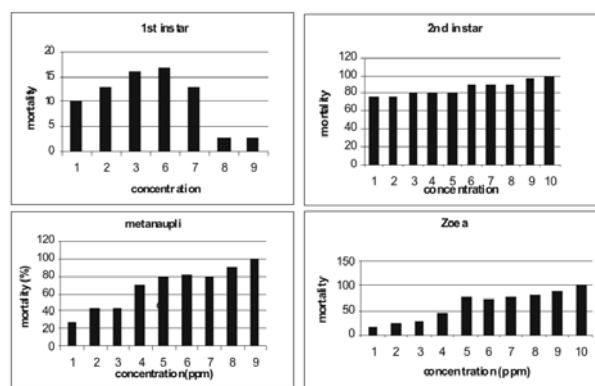 1st instar
20
15
10
5
0
mortality
1 2 3 6 7 8 9
concentration
2nd instar
120
100
80
60
40
20
0
mortality
1 2 3 4 5 6 7 8 9 10
concentration
metanaupli
120
100
80
60
40
20
0
mortality (%)
1 2 3 4 5 6 7 8 9
concentration(ppm)
Zoea
150
100
50
0
mortality
1 2 3 4 5 6 7 8 9 10
concentration (ppm)